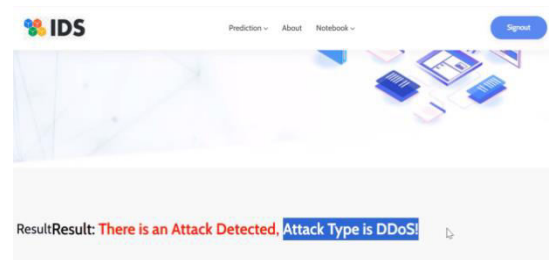 IDS
Prediction About Notebook Signout
ResultResult: There is an Attack Detected, Attack Type is DDoS!